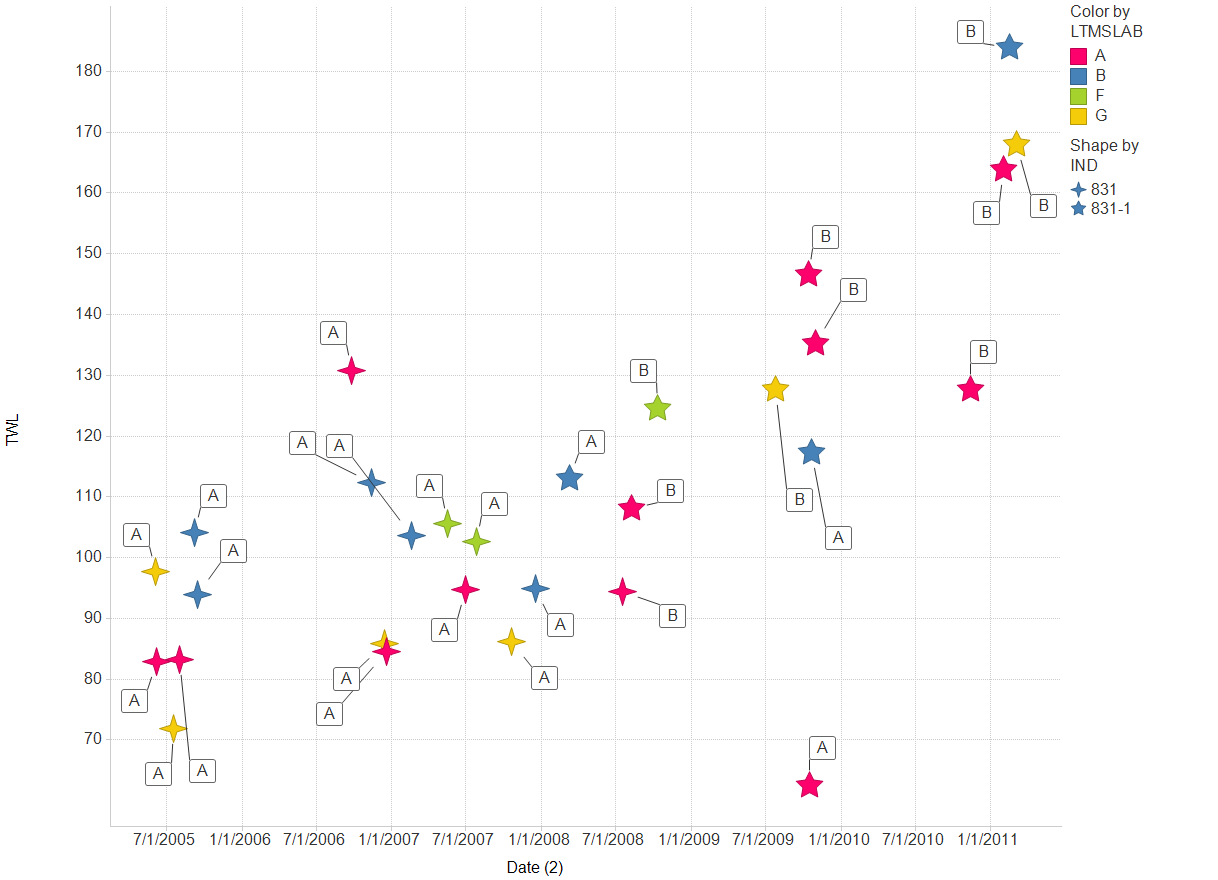 Color by
LTMSLAB
A
B
F
G
Shape by
IND
831
831-1
TWL
180
170
160
150
140
130
120
110
100
90
80
70
B
B
B
B
B
A
B
B
A
A
A
A
B
A
A
B
A
A
B
A
A
A
B
A
A
A
A
A
A
A
A
7/1/2005
1/1/2006
7/1/2006
1/1/2007
7/1/2007
1/1/2008
7/1/2008
1/1/2009
7/1/2009
1/1/2010
7/1/2010
1/1/2011
Date (2)